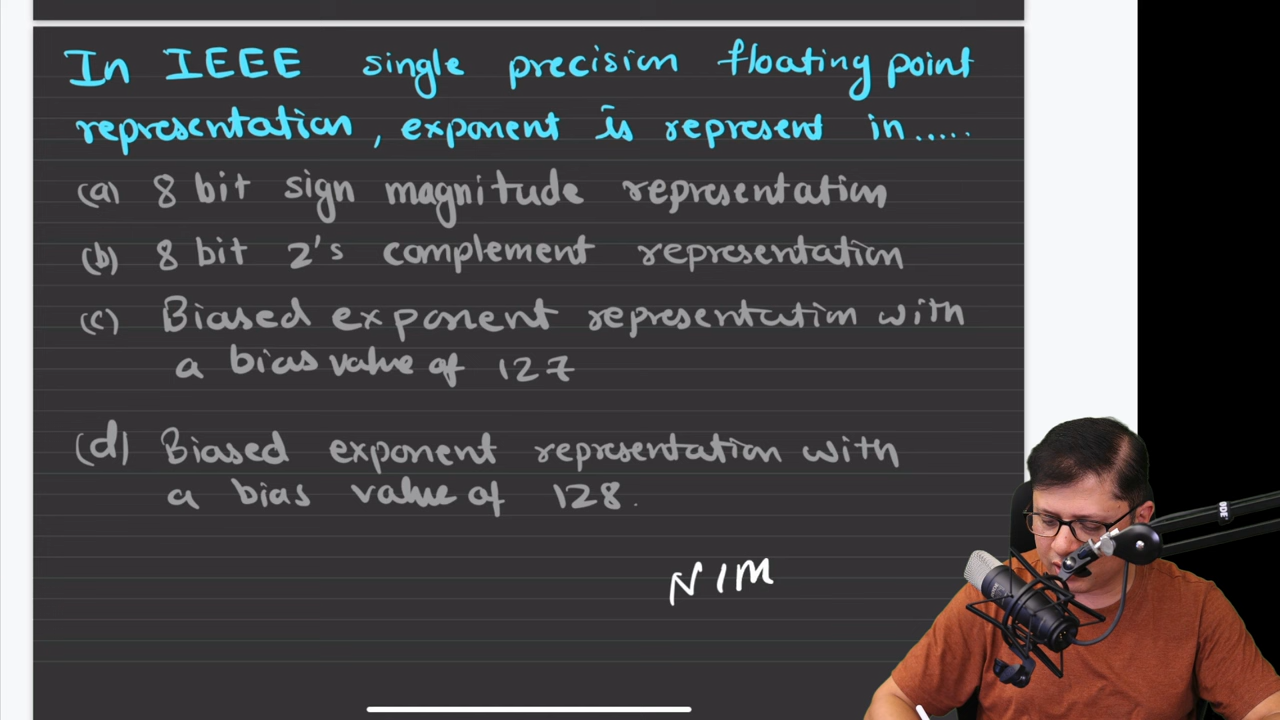 In IEEE single precision floating point
representation, exponent is represent in.....
(a) 8 bit sign magnitude representation
(b) 8 bit 2's complement representation
(c) Biased exponent representation with
a bias value of 127
(d) Biased exponent representation with
a bias value of 128.
NIM